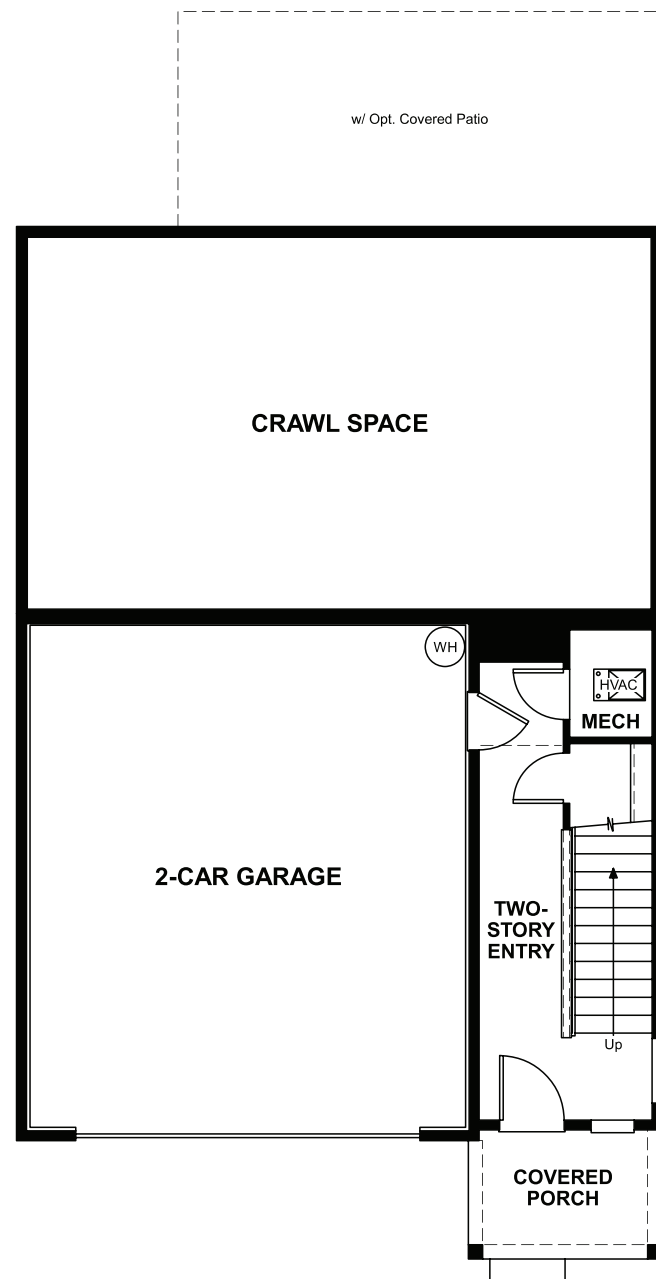 w/ Opt. Covered Patio
CRAWL SPACE
WH
HVAC
MECH
2-CAR GARAGE
TWO-
STORY
ENTRY
Up
COVERED
PORCH